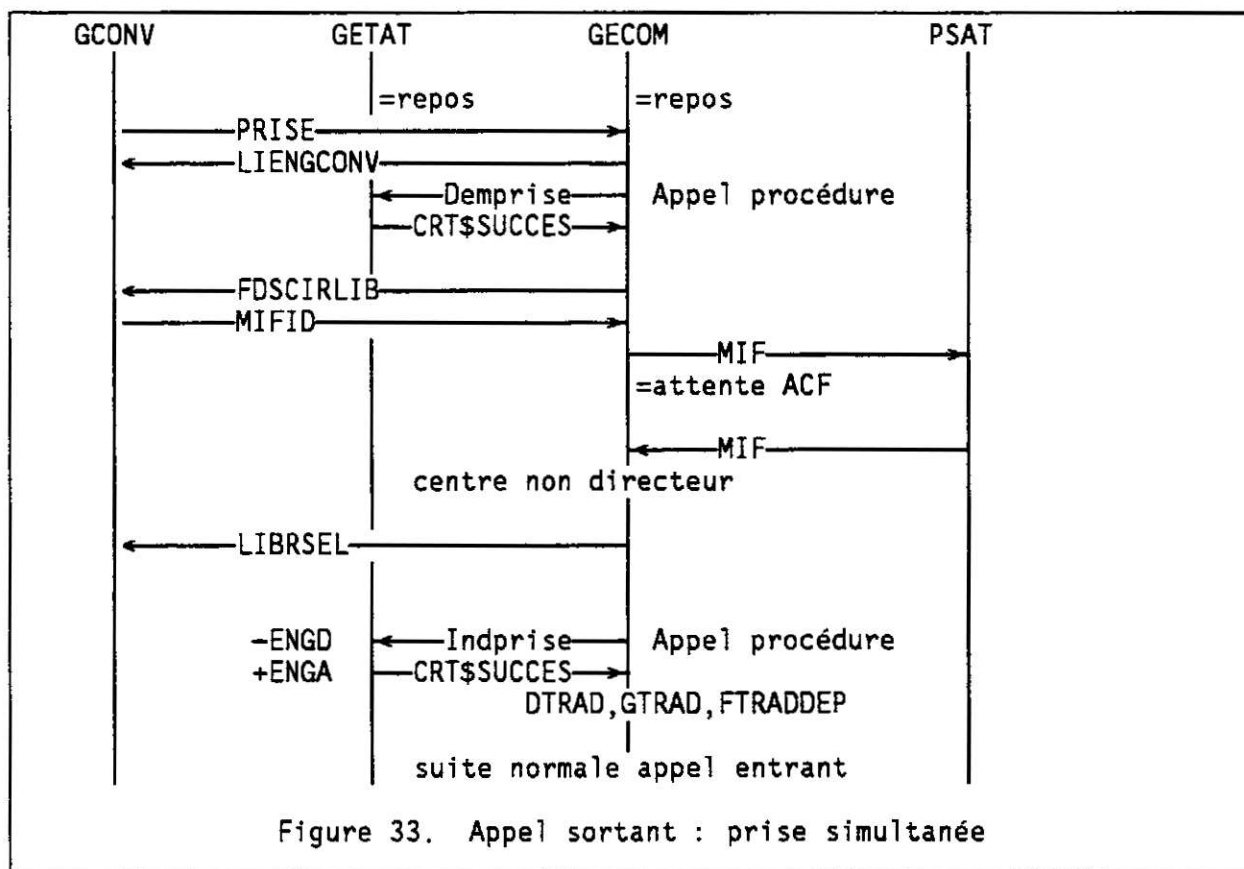 GCONV GETAT GECOM PSAT
=repos =repos
PRISE
LIENGCONV
Demprise Appel procédure
CRT$SUCCES
FDSCIRLIB
MIFID
MIF
=attente ACF
MIF
centre non directeur
LIBRSEL
-ENGD Indprise Appel procédure
+ENGA CRT$SUCCES
DTRAD,GTRAD,FTRADDEP
suite normale appel entrant
Figure 33. Appel sortant : prise simultanée